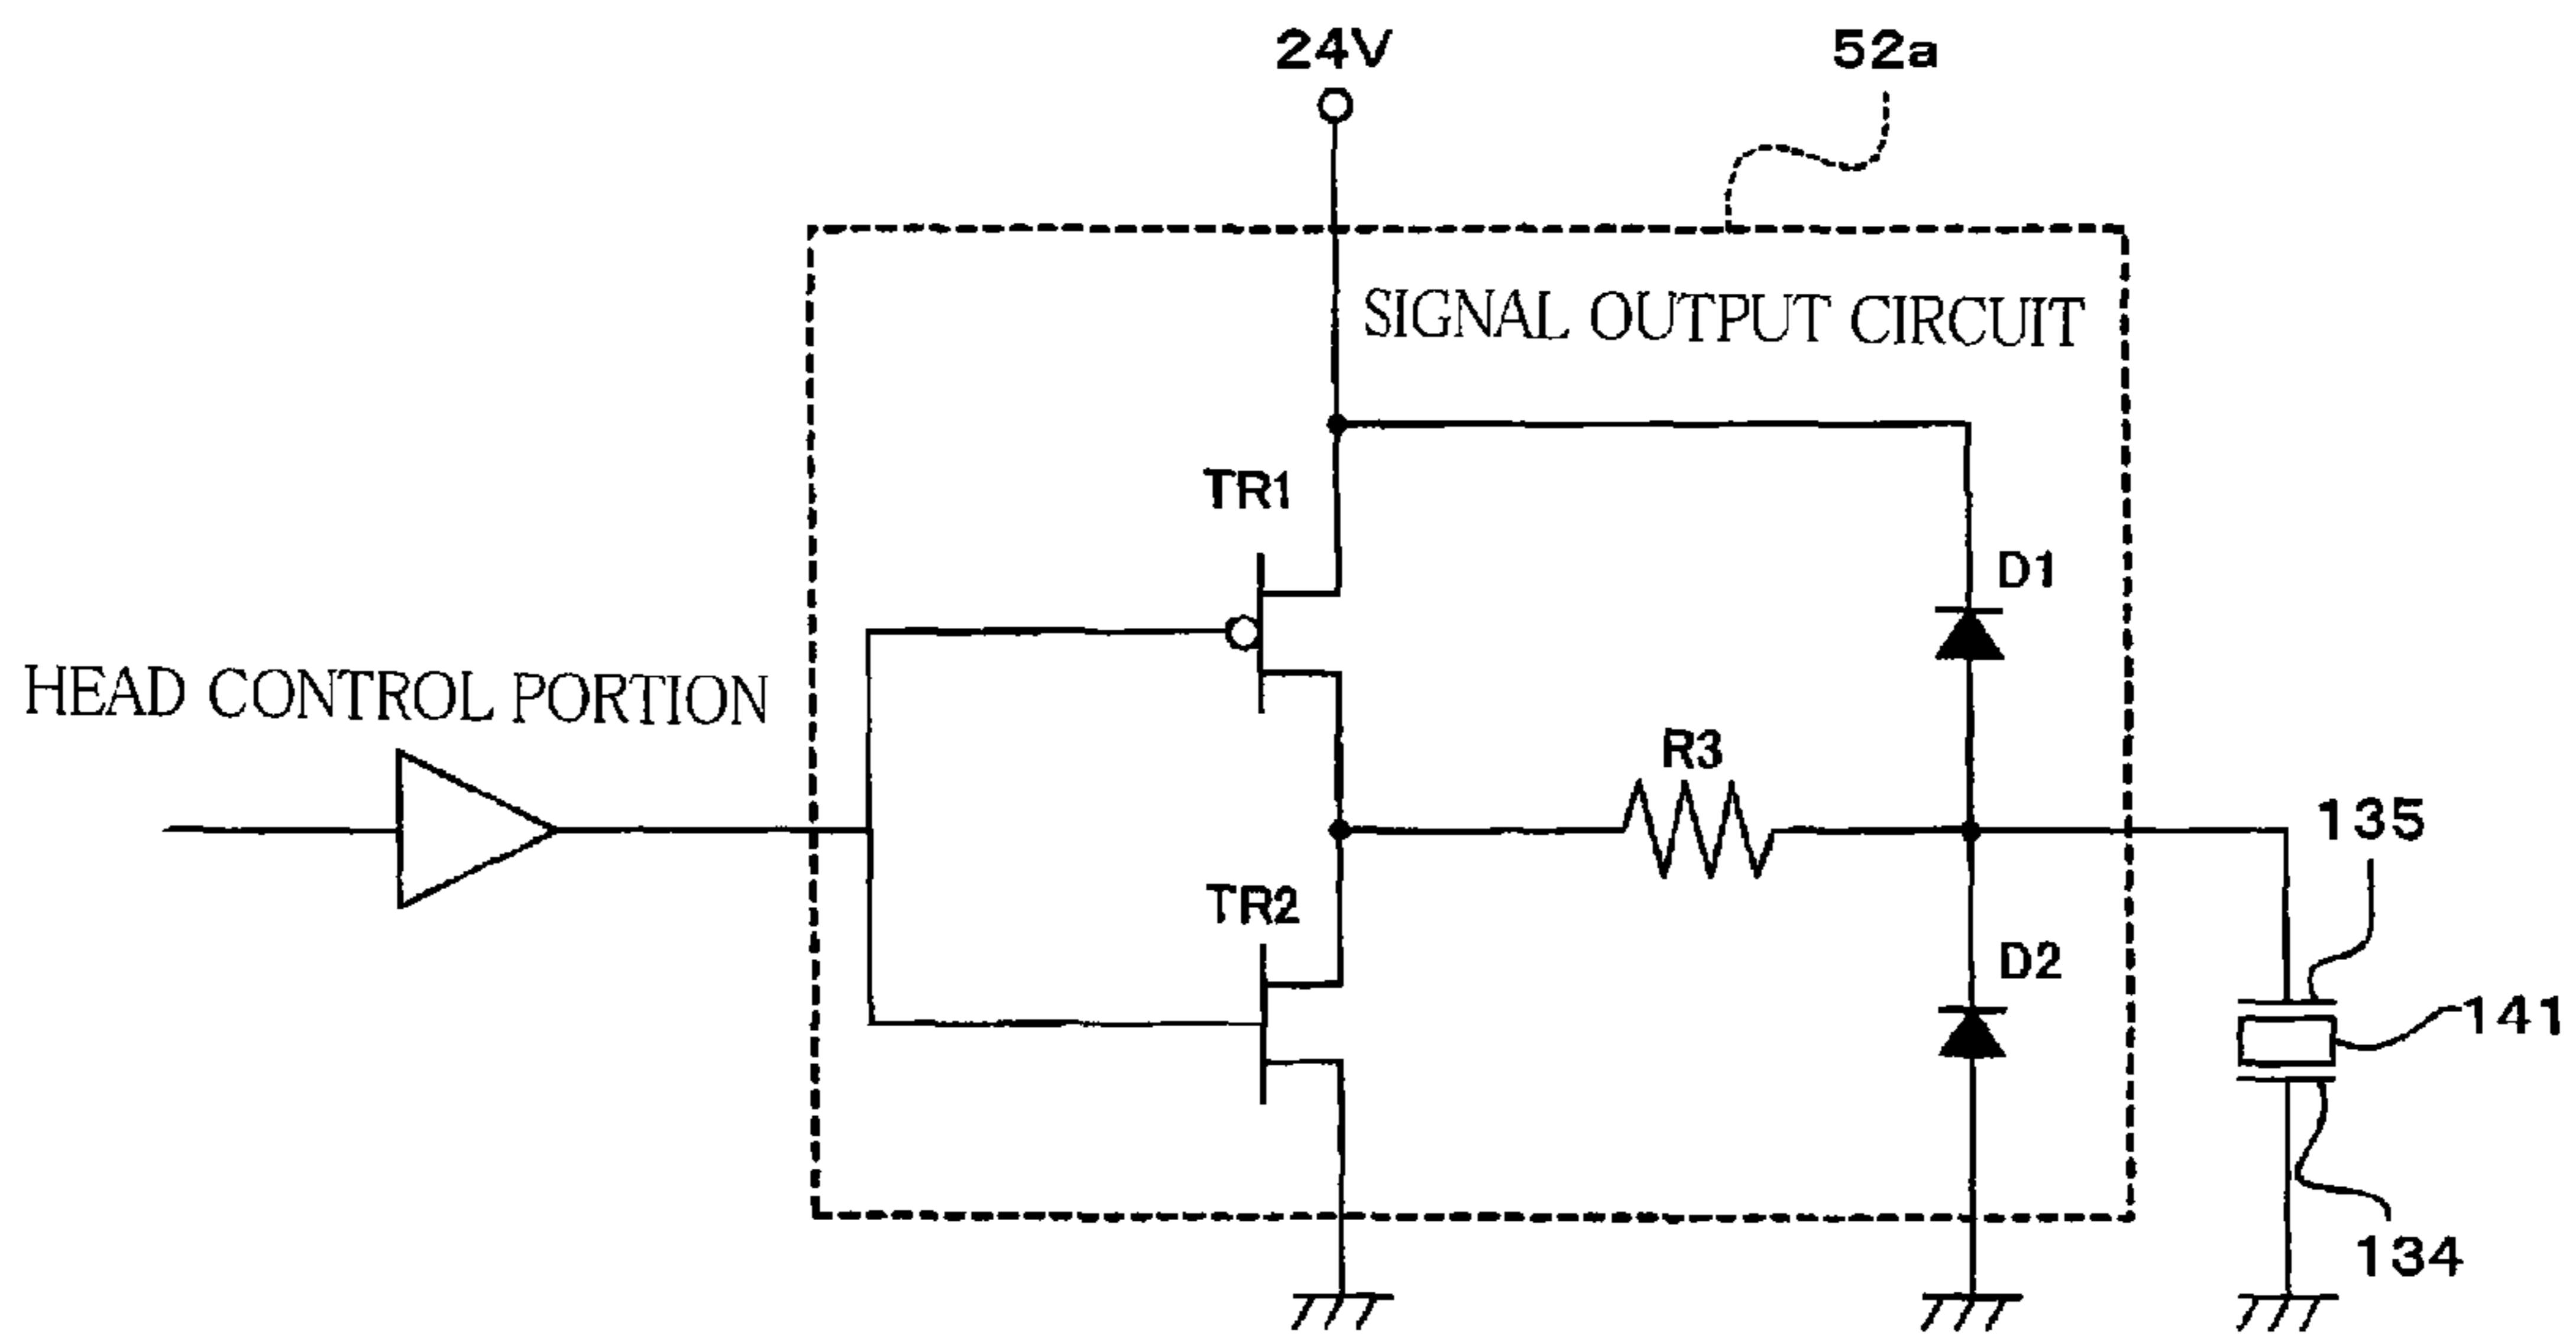 24V
52a
SIGNAL OUTPUT CIRCUIT
TR1
D1
HEAD CONTROL PORTION
R3
135
TR2
D2
141
134